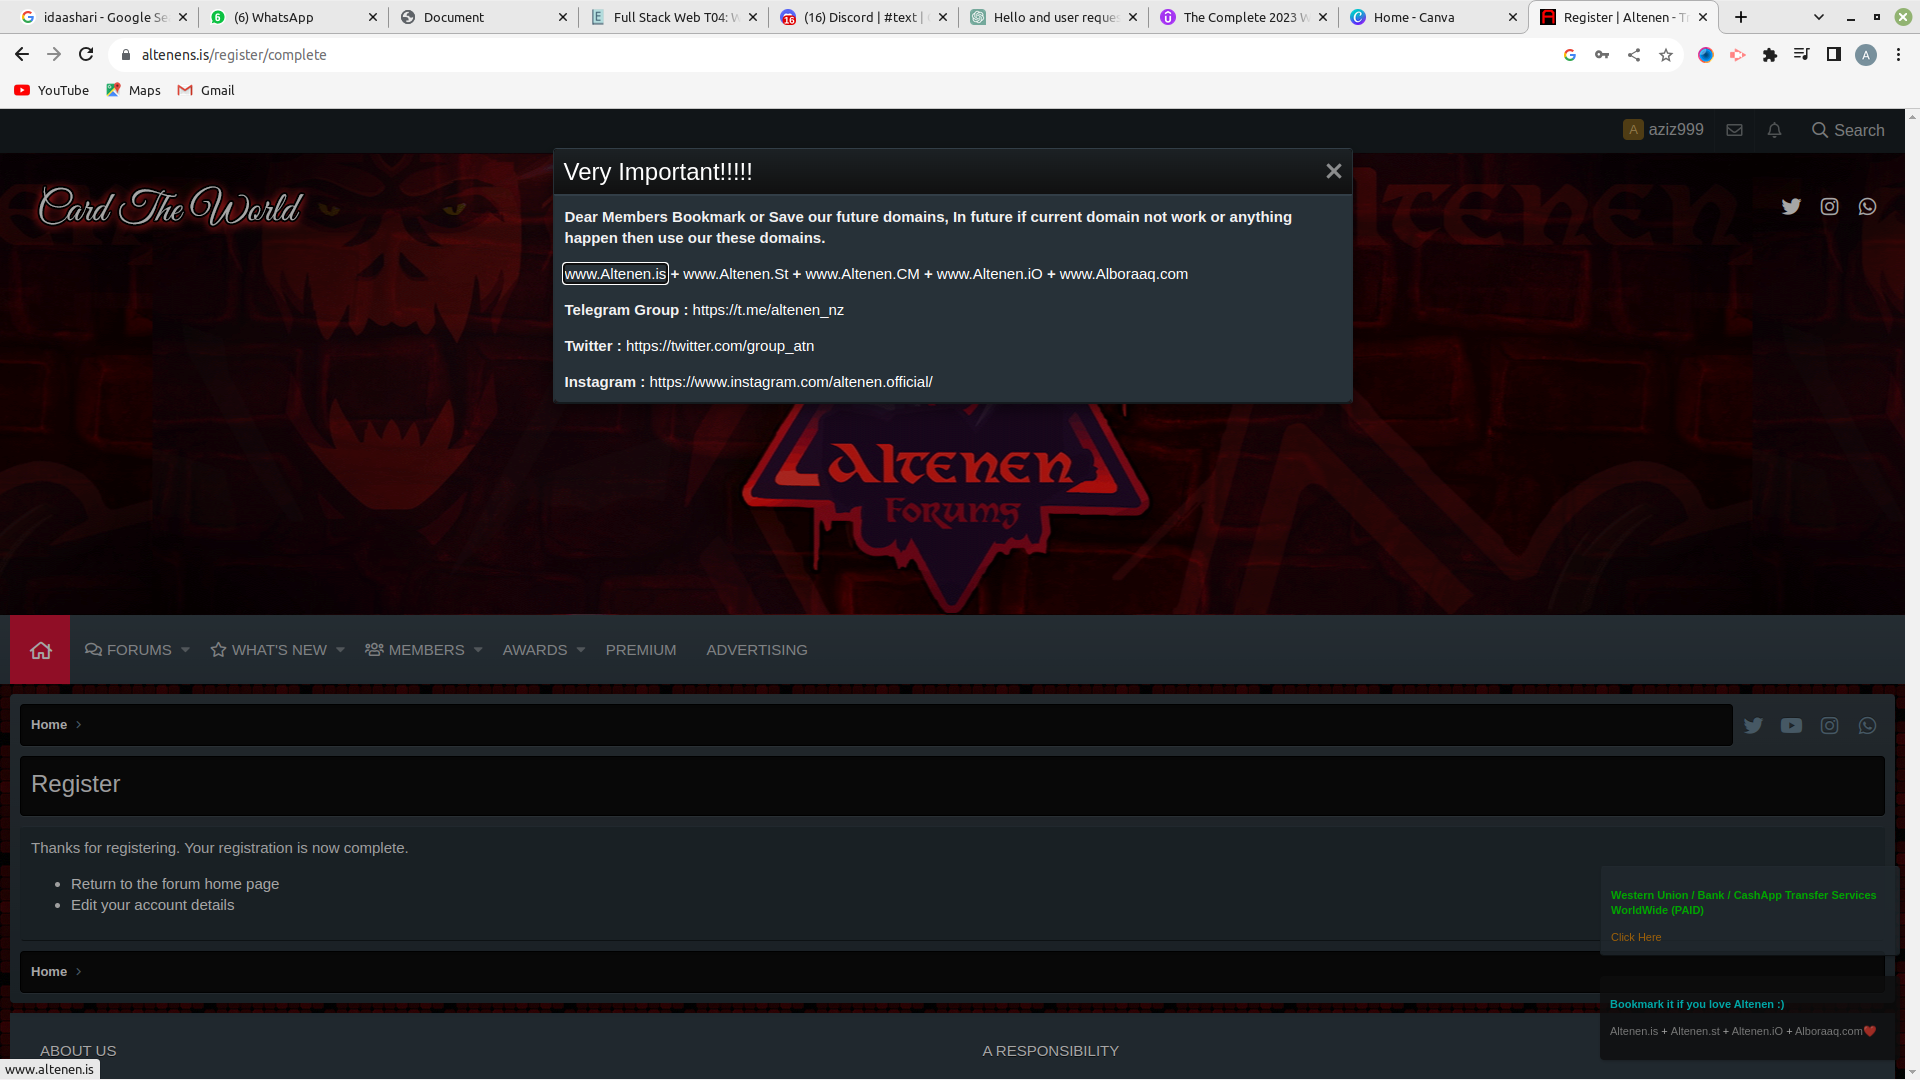 idaashari - Google Se
(6) WhatsApp
Document
Full Stack Web T04: W
(16) Discord | #text | 
Hello and user reques
The Complete 2023 W
Home - Canva
Register | Altenen - Tr
altenens.is/register/complete
A
YouTube
Maps
Gmail
A aziz999
Search
Card The World
Very Important!!!!!
Dear Members Bookmark or Save our future domains, In future if current domain not work or anything
happen then use our these domains.
www.Altenen.is + www.Altenen.St + www.Altenen.CM + www.Altenen.iO + www.Alboraaq.com
Telegram Group : https://t.me/altenen_nz
Twitter : https://twitter.com/group_atn
Instagram : https://www.instagram.com/altenen.official/
Altenen
Altenen
Forums
FORUMS
WHAT'S NEW
MEMBERS
AWARDS
PREMIUM
ADVERTISING
Home
Register
Thanks for registering. Your registration is now complete.
• Return to the forum home page
• Edit your account details
Western Union / Bank / CashApp Transfer Services
WorldWide (PAID)
Click Here
Home
Bookmark it if you love Altenen :)
Altenen.is + Altenen.st + Altenen.iO + Alboraaq.com❤️
ABOUT US
A RESPONSIBILITY
www.altenen.is